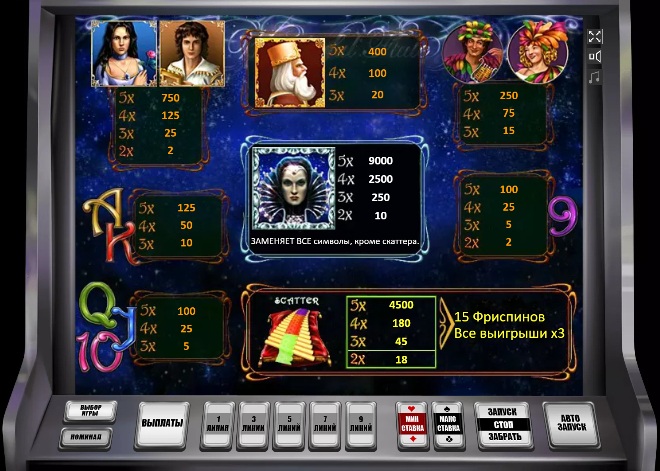 5x 750
4x 125
3x 25
2x 2
5x 400
4x 100
3x 20
5x 250
4x 75
3x 15
5x 9000
4x 2500
3x 250
2x 10
ЗАМЕНЯЕТ ВСЕ символы, кроме скаттера.
A K
5x 125
4x 50
3x 10
5x 100
4x 25
3x 5
2x 2
9
Q J 10
5x 100
4x 25
3x 5
SCATTER
5x 4500
4x 180
3x 45
2x 18
15 Фриспинов
Все выигрыши x3
ВЫБОР
ИГРЫ
НОМИНАЛ
ВЫПЛАТЫ
1
ЛИНИЯ
3
ЛИНИИ
5
ЛИНИЙ
7
ЛИНИЙ
9
ЛИНИЙ
МИН
СТАВКА
МАКС
СТАВКА
ЗАПУСК
СТОП
ЗАБРАТЬ
АВТО
ЗАПУСК